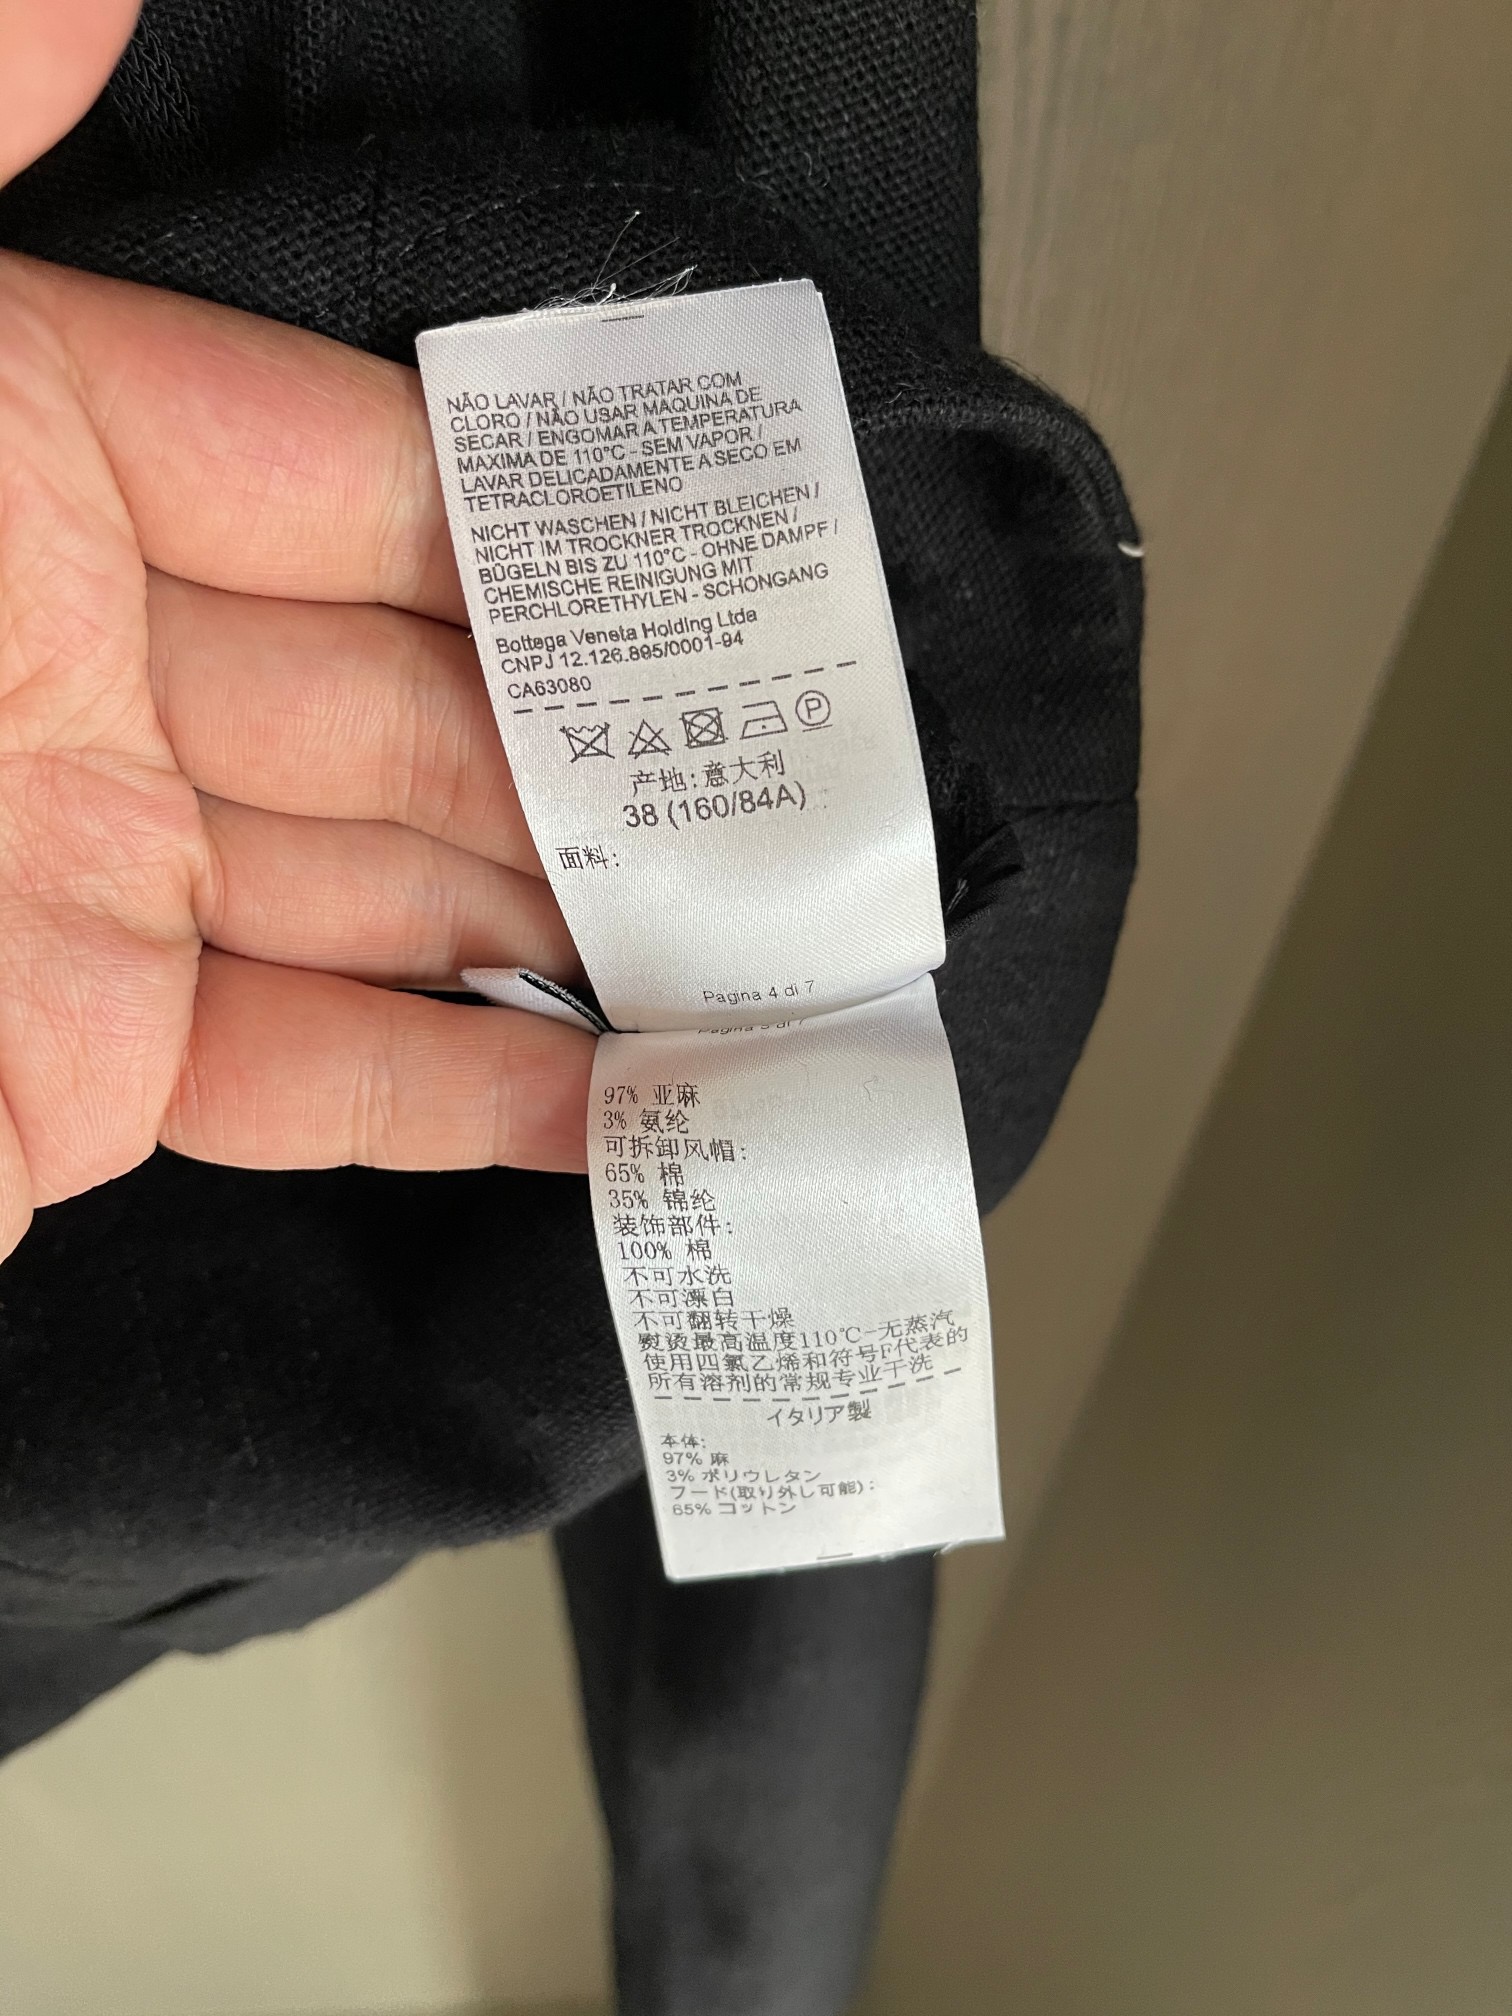 NÃO LAVAR / NÃO TRATAR COM
CLORO / NÃO USAR MAQUINA DE
SECAR / ENGOMAR A TEMPERATURA
MAXIMA DE 110°C - SEM VAPOR /
LAVAR DELICADAMENTE A SECO EM
TETRACLOROETILENO
NICHT WASCHEN / NICHT BLEICHEN /
NICHT IM TROCKNER TROCKNEN /
BÜGELN BIS ZU 110°C - OHNE DAMPF /
CHEMISCHE REINIGUNG MIT
PERCHLORETHYLEN - SCHONGANG
Bottega Veneta Holding Ltda
CNPJ 12.126.895/0001-94
CA63080
P
产地:意大利
38 (160/84A)
面料:
Pagina 4 di 7
Pagina 5 di 7
97% 亚麻
3% 氨纶
可拆卸风帽:
65% 棉
35% 锦纶
装饰部件:
100% 棉
不可水洗
不可漂白
不可翻转干燥
熨烫最高温度110℃-无蒸汽
使用四氯乙烯和符号F代表的
所有溶剂的常规专业干洗
イタリア製
本体:
97% 麻
3% ポリウレタン
フード(取り外し可能):
65% コットン